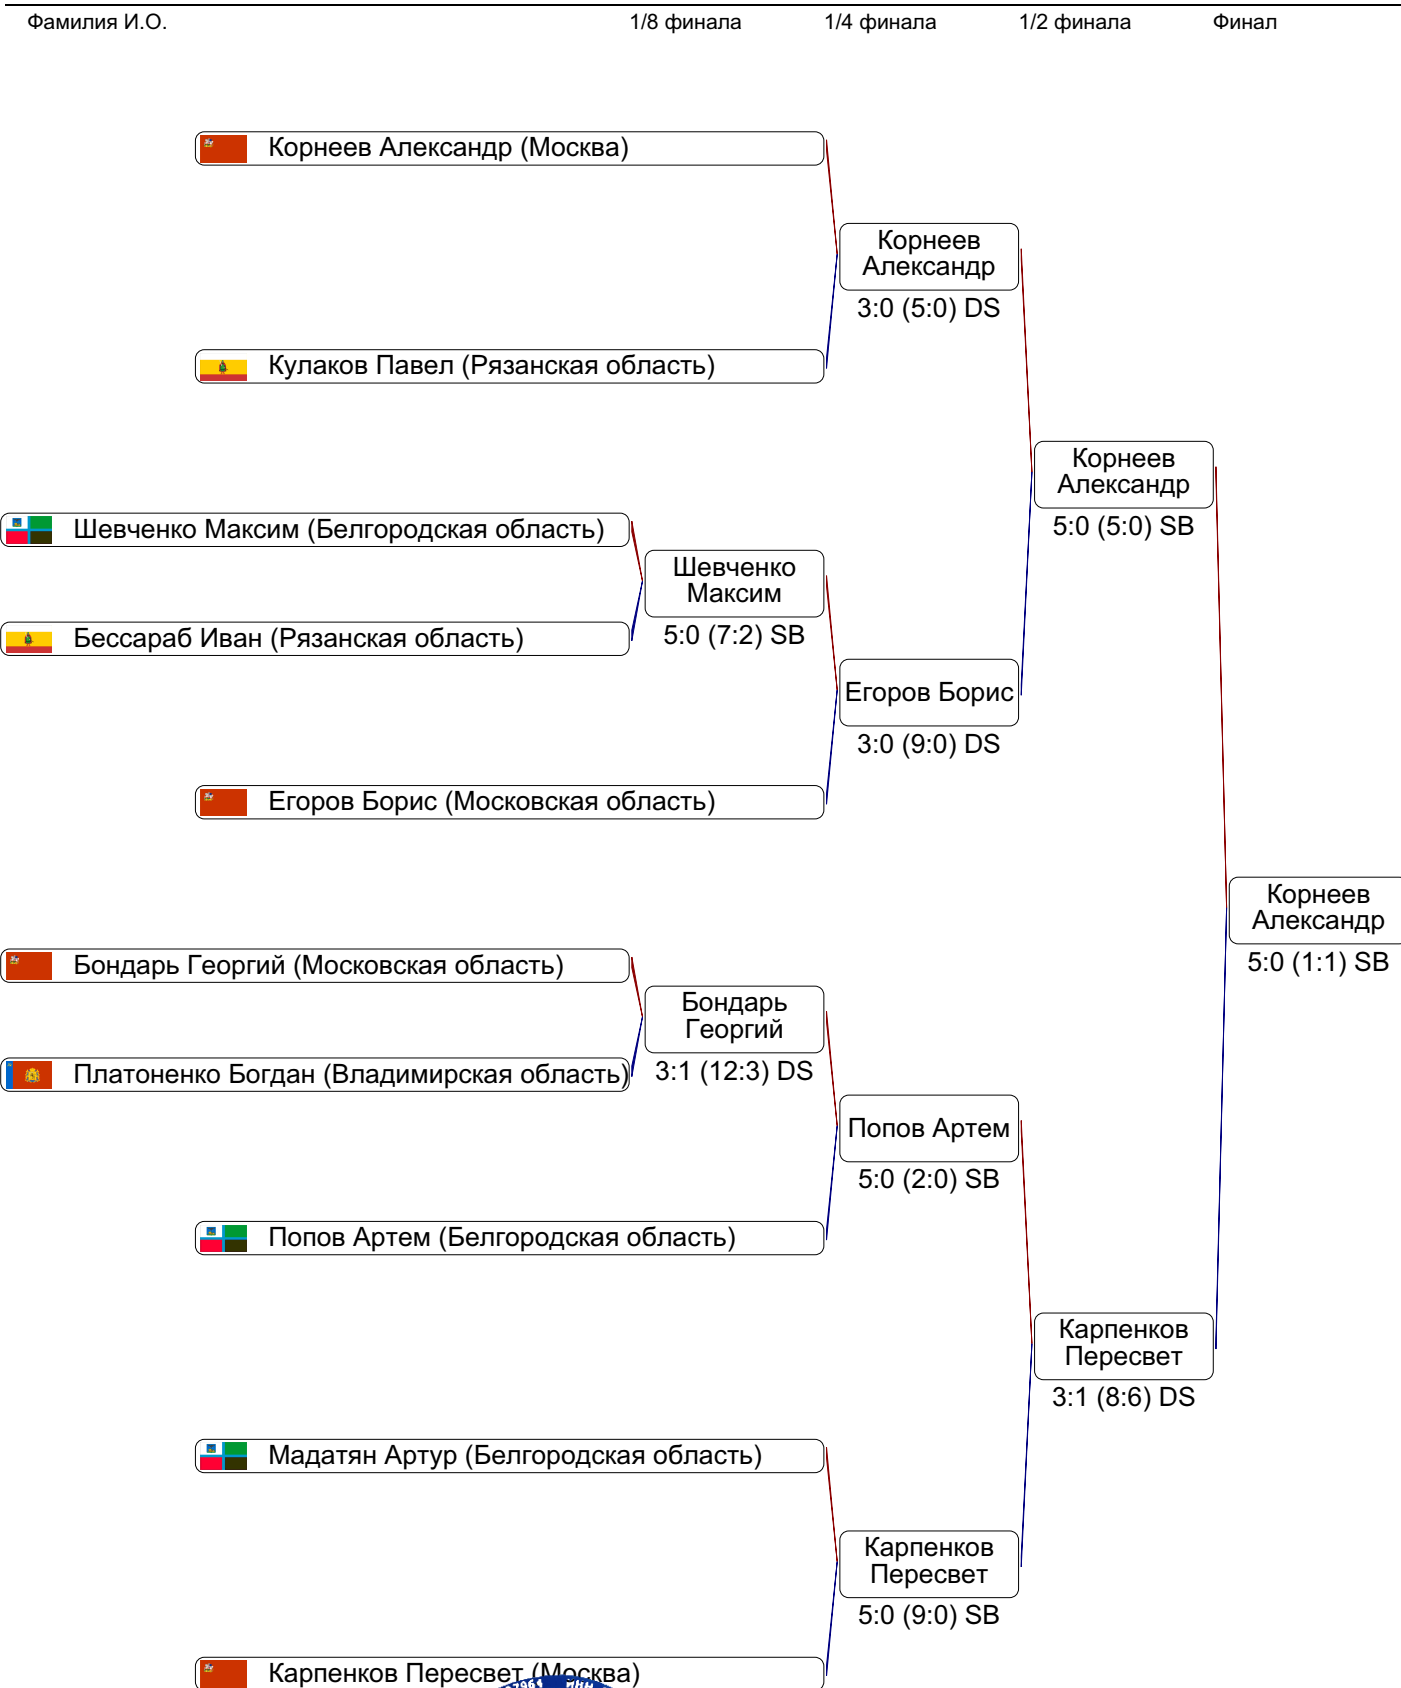 Фамилия И.О. 1/8 финала 1/4 финала 1/2 финала Финал
Корнеев Александр (Москва)
Корнеев
Александр
3:0 (5:0) DS
Кулаков Павел (Рязанская область)
Корнеев
Александр
5:0 (5:0) SB
Шевченко Максим (Белгородская область)
Шевченко
Максим
5:0 (7:2) SB
Бессараб Иван (Рязанская область)
Егоров Борис
3:0 (9:0) DS
Егоров Борис (Московская область)
Корнеев
Александр
5:0 (1:1) SB
Бондарь Георгий (Московская область)
Бондарь
Георгий
3:1 (12:3) DS
Платоненко Богдан (Владимирская область)
Попов Артем
5:0 (2:0) SB
Попов Артем (Белгородская область)
Карпенков
Пересвет
3:1 (8:6) DS
Мадатян Артур (Белгородская область)
Карпенков
Пересвет
5:0 (9:0) SB
Карпенков Пересвет (Москва)